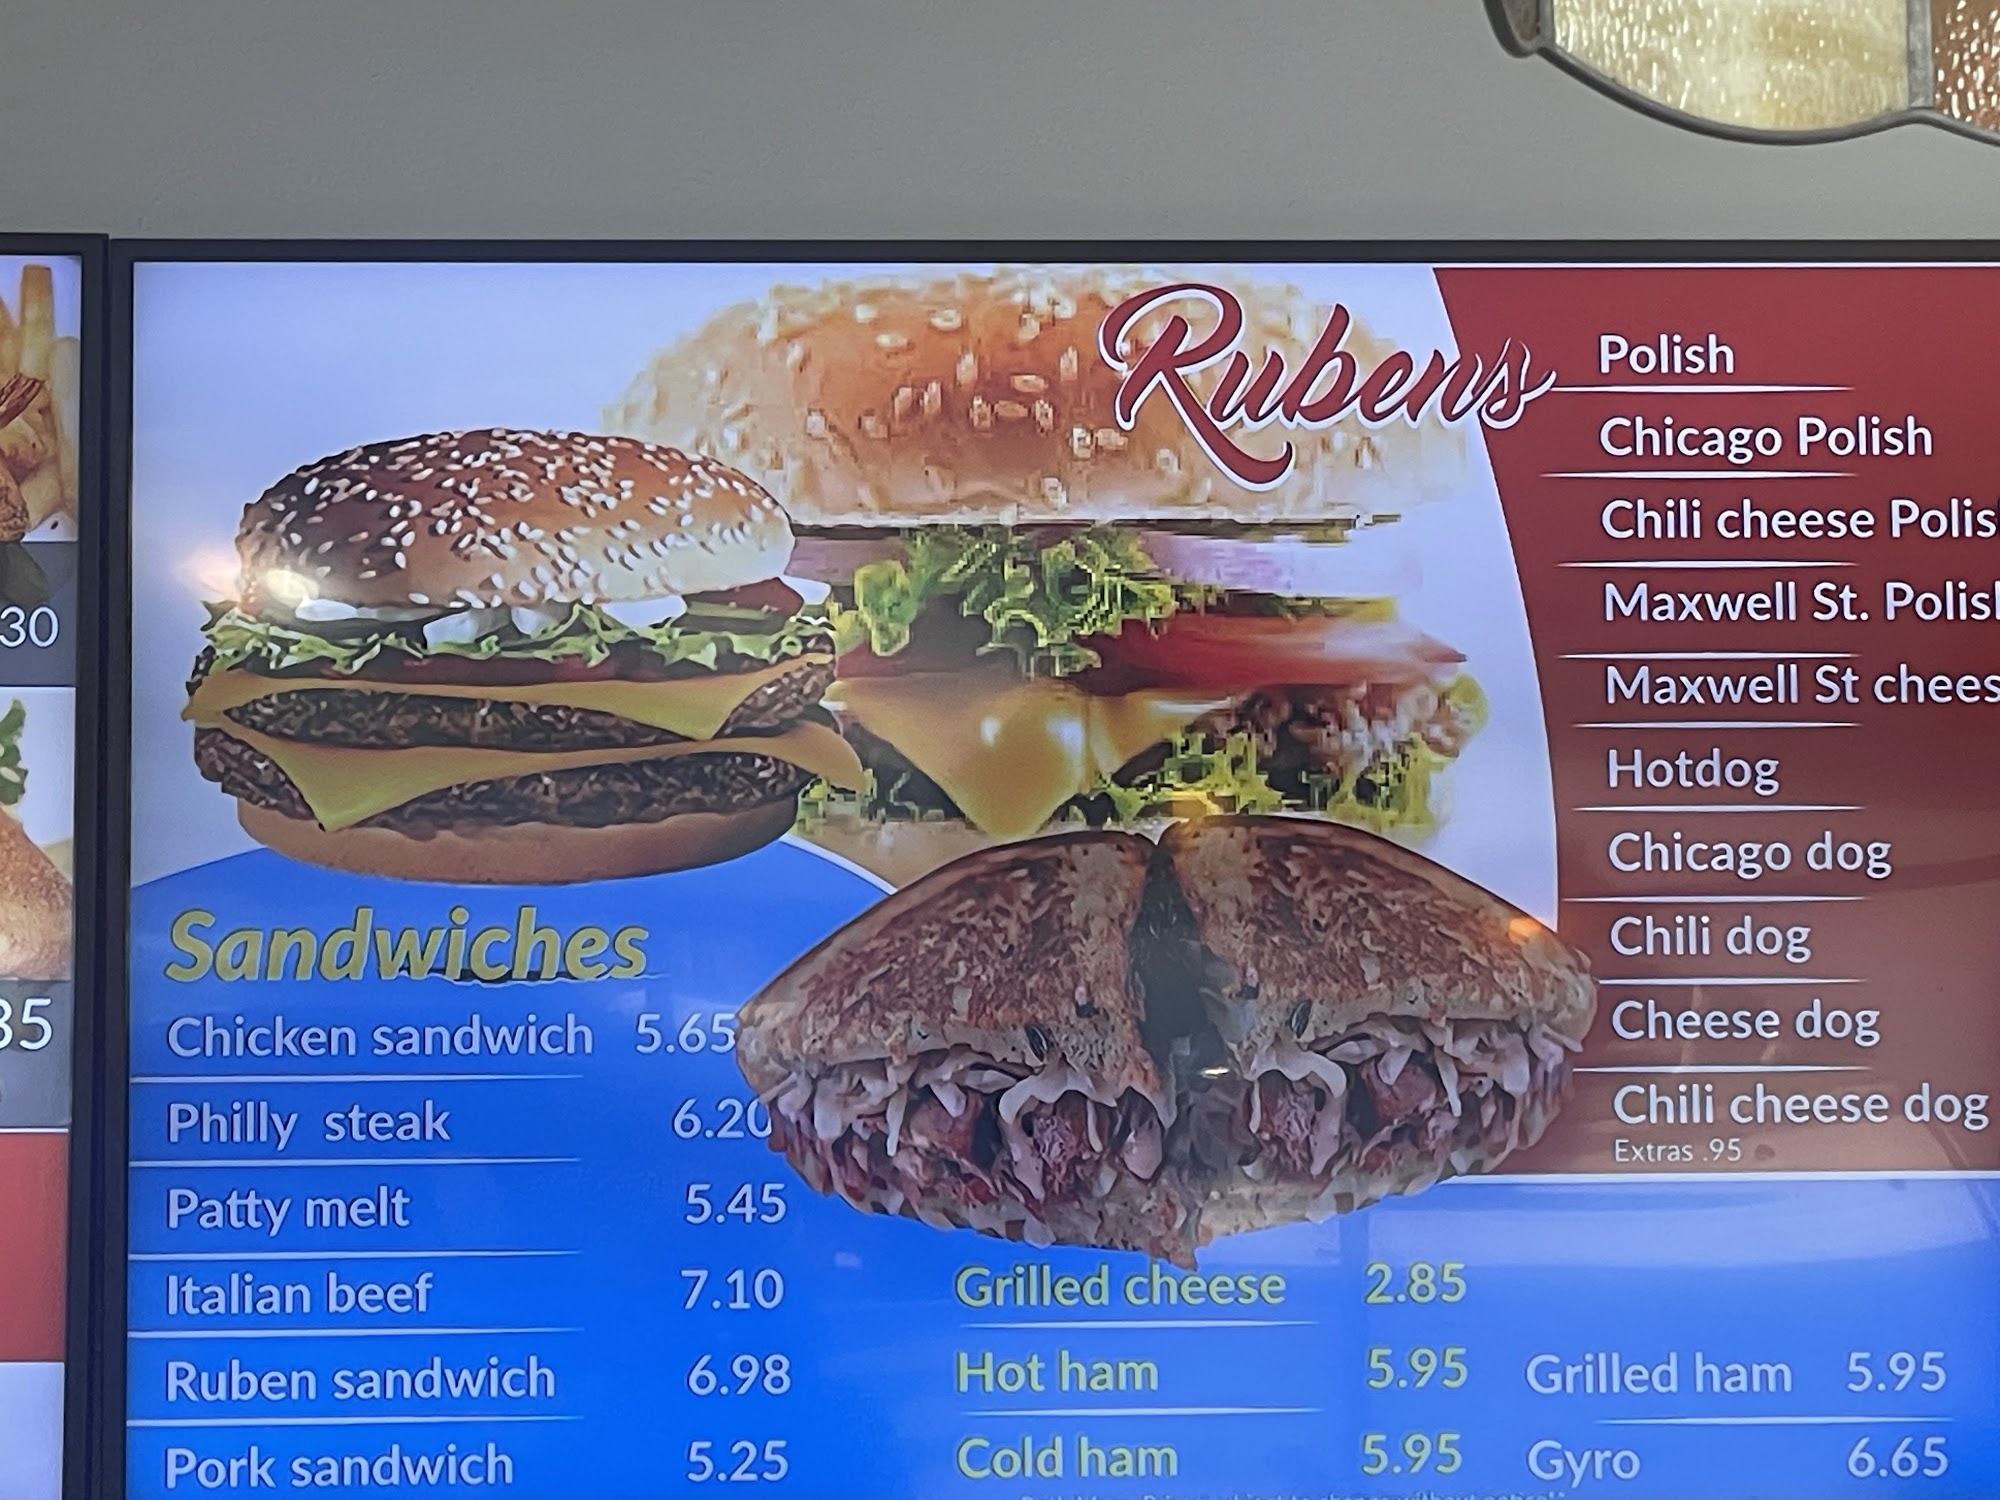 30
35
Rubens
Polish
Chicago Polish
Chili cheese Polis
Maxwell St. Polish
Maxwell St chees
Hotdog
Chicago dog
Chili dog
Cheese dog
Chili cheese dog
Extras .95
Sandwiches
Chicken sandwich 5.65
Philly steak 6.20
Patty melt 5.45
Italian beef 7.10
Ruben sandwich 6.98
Pork sandwich 5.25
Grilled cheese 2.85
Hot ham 5.95
Cold ham 5.95
Grilled ham 5.95
Gyro 6.65